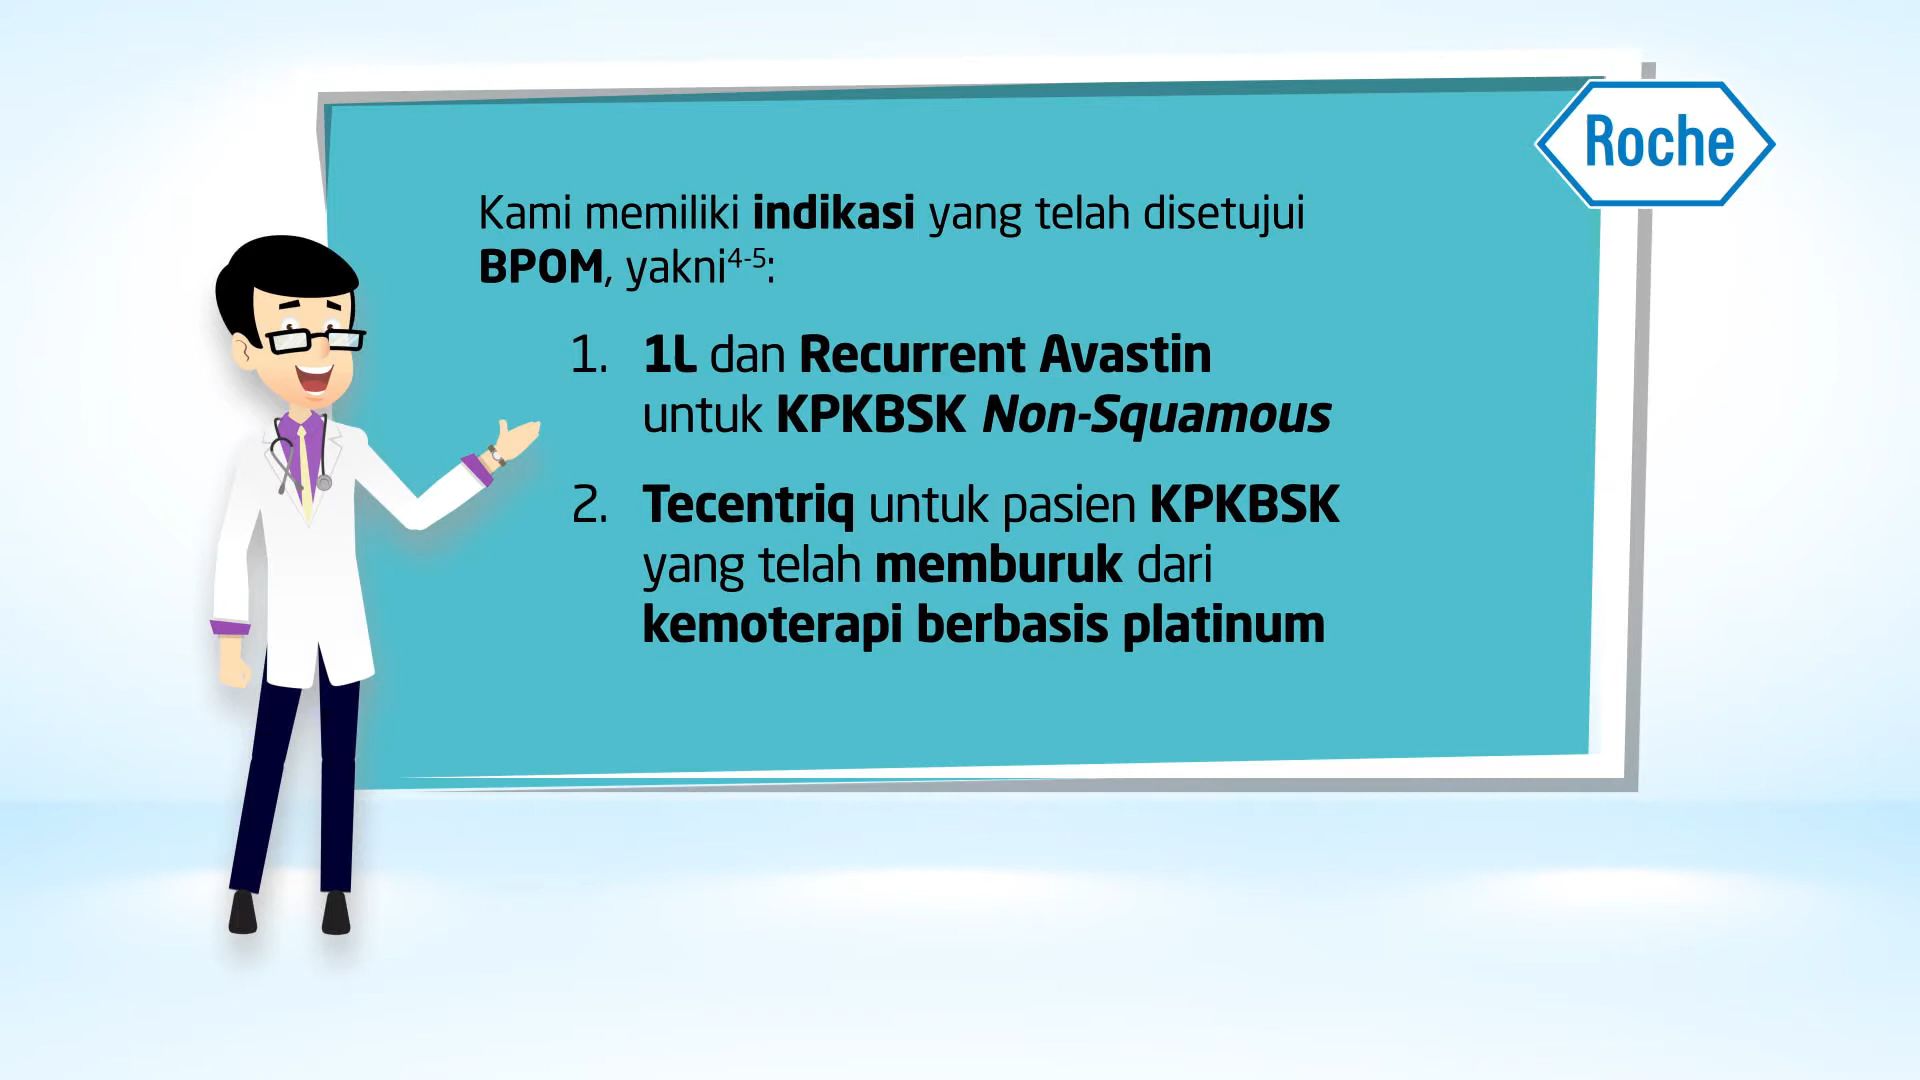 Roche
Kami memiliki indikasi yang telah disetujui
BPOM, yakni⁴⁻⁵:
1. 1L dan Recurrent Avastin
untuk KPKBSK Non-Squamous
2. Tecentriq untuk pasien KPKBSK
yang telah memburuk dari
kemoterapi berbasis platinum